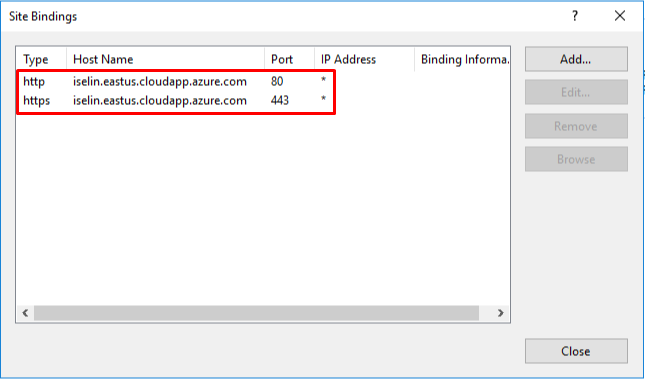 Site Bindings ? ×
Type Host Name Port IP Address Binding Informa.
http iselin.eastus.cloudapp.azure.com 80 *
https iselin.eastus.cloudapp.azure.com 443 *
Add...
Edit...
Remove
Browse
Close